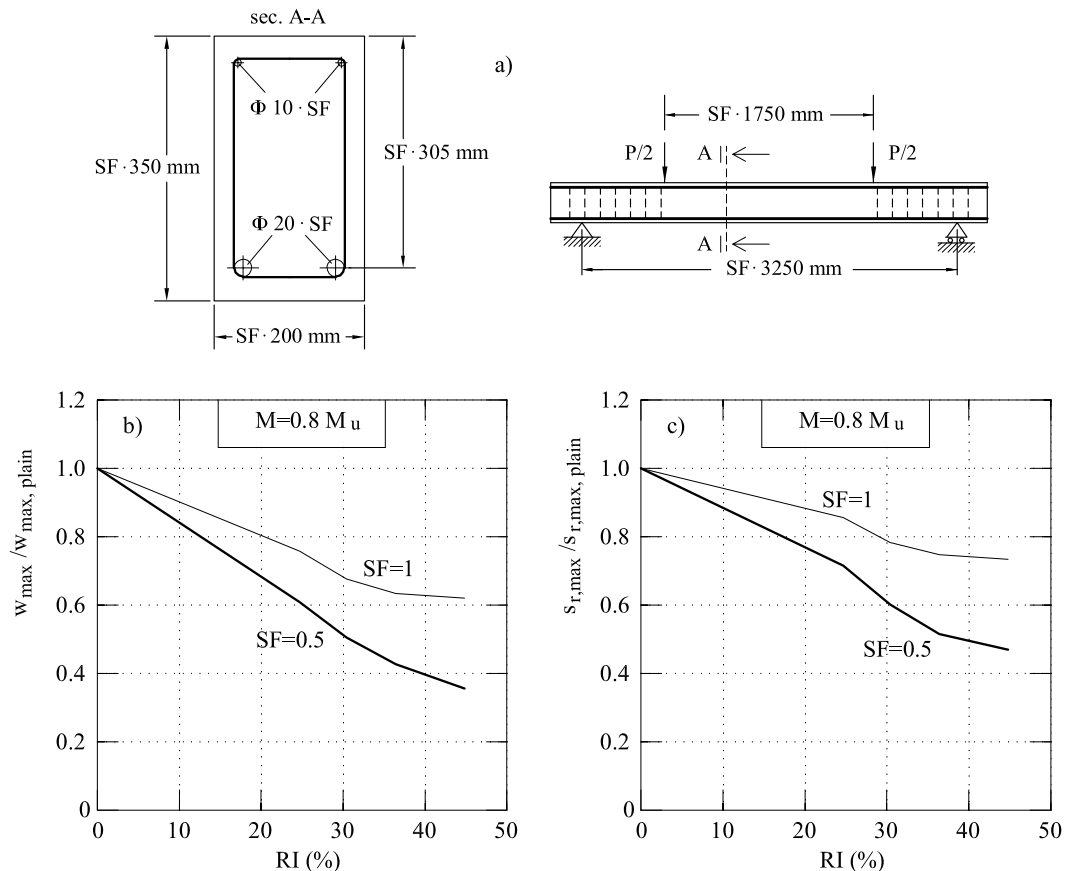 sec. A-A
a)
Φ 10 · SF
SF · 350 mm
SF · 305 mm
Φ 20 · SF
SF · 200 mm
SF · 1750 mm
P/2
A
P/2
A
SF · 3250 mm
b)
M=0.8 M u
w max /w max, plain
1.2
1.0
0.8
0.6
0.4
0.2
0
SF=1
SF=0.5
0 10 20 30 40 50
RI (%)
c)
M=0.8 M u
s r,max /s r,max, plain
1.2
1.0
0.8
0.6
0.4
0.2
0
SF=1
SF=0.5
0 10 20 30 40 50
RI (%)